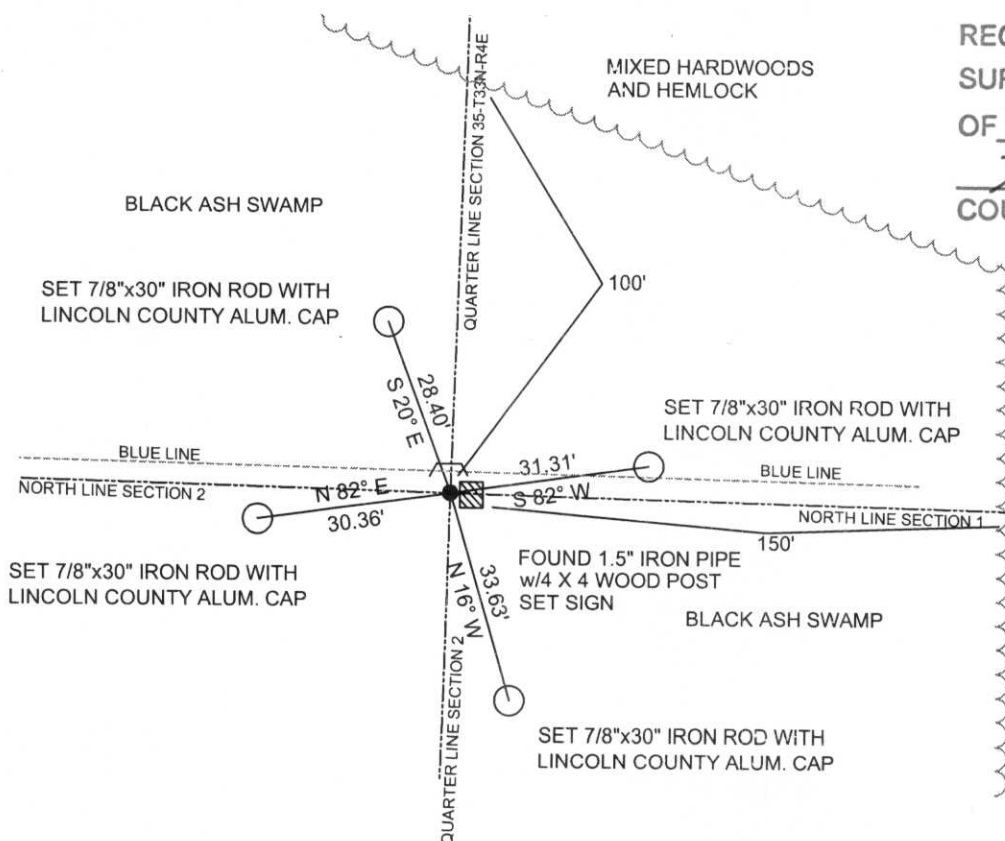 MIXED HARDWOODS
AND HEMLOCK
OF
QUARTER LINE SECTION 35-T33N-R4E
BLACK ASH SWAMP
SET 7/8"x30" IRON ROD WITH
LINCOLN COUNTY ALUM. CAP
100'
28.40'
S 20° E
SET 7/8"x30" IRON ROD WITH
LINCOLN COUNTY ALUM. CAP
BLUE LINE
31.31'
BLUE LINE
NORTH LINE SECTION 2
N 82° E
S 82° W
30.36'
NORTH LINE SECTION 1
150'
SET 7/8"x30" IRON ROD WITH
LINCOLN COUNTY ALUM. CAP
33.63'
N 16° W
FOUND 1.5" IRON PIPE
w/4 X 4 WOOD POST
SET SIGN
BLACK ASH SWAMP
QUARTER LINE SECTION 2
SET 7/8"x30" IRON ROD WITH
LINCOLN COUNTY ALUM. CAP